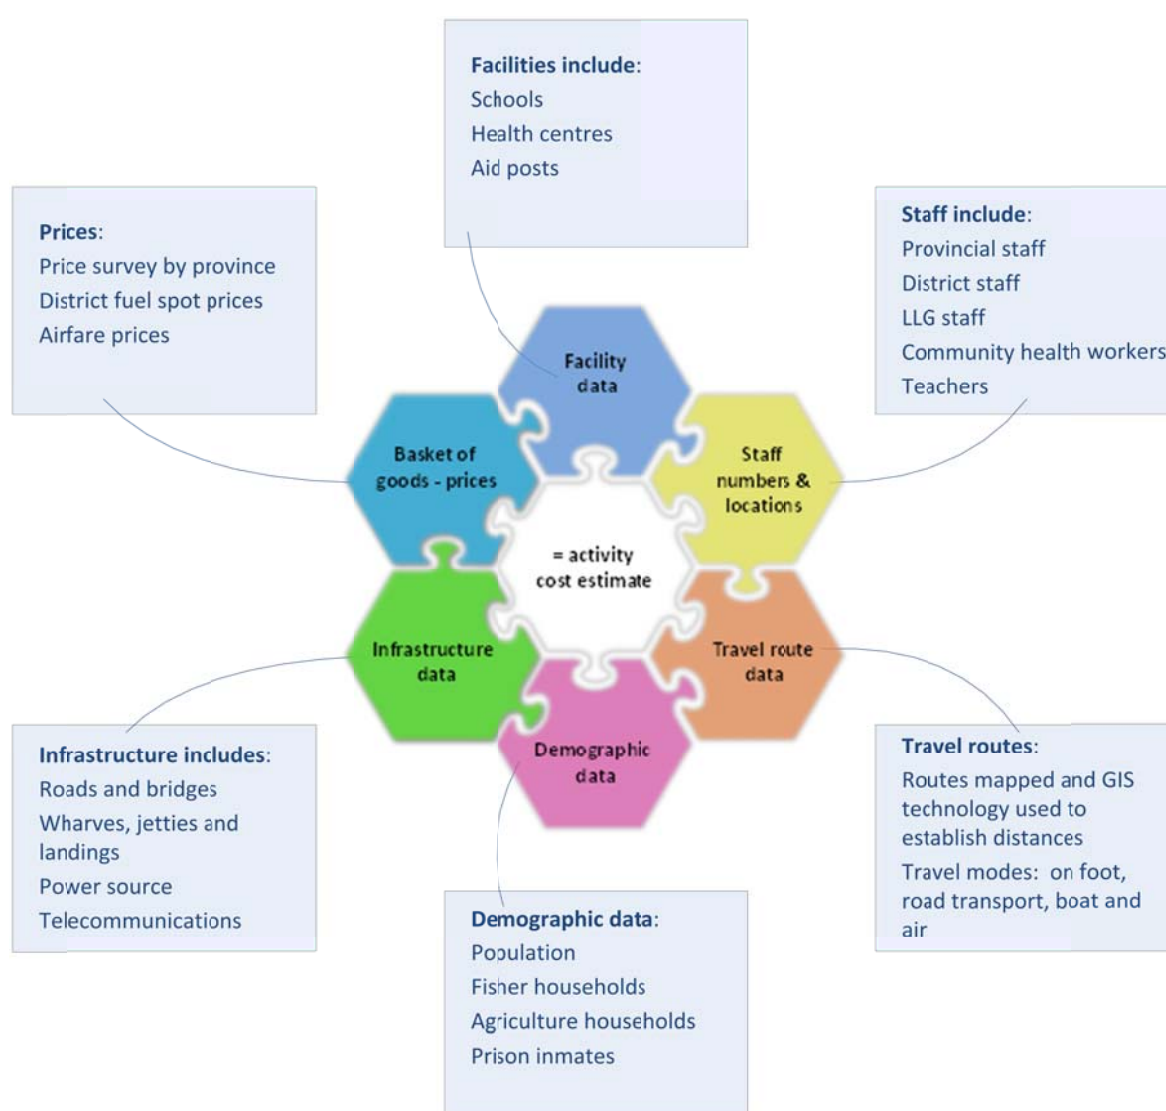 Facilities include:
Schools
Health centres
Aid posts
Prices:
Price survey by province
District fuel spot prices
Airfare prices
Staff include:
Provincial staff
District staff
LLG staff
Community health workers
Teachers
Facility
data
Basket of
goods - prices
Staff
numbers &
locations
= activity
cost estimate
Infrastructure
data
Travel route
data
Demographic
data
Infrastructure includes:
Roads and bridges
Wharves, jetties and
landings
Power source
Telecommunications
Demographic data:
Population
Fisher households
Agriculture households
Prison inmates
Travel routes:
Routes mapped and GIS
technology used to
establish distances
Travel modes:  on foot,
road transport, boat and
air